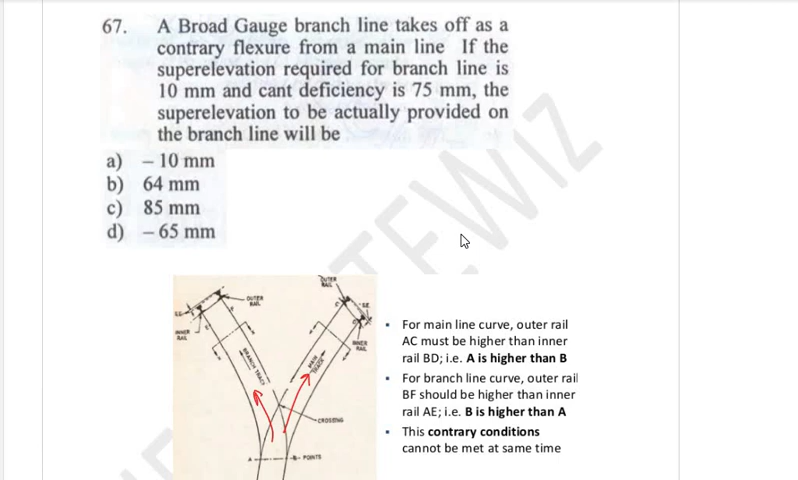 67. A Broad Gauge branch line takes off as a
contrary flexure from a main line If the
superelevation required for branch line is
10 mm and cant deficiency is 75 mm, the
superelevation to be actually provided on
the branch line will be
a) – 10 mm
b) 64 mm
c) 85 mm
d) – 65 mm
OUTER
RAIL
OUTER
RAIL
S.E.
S.E.
INNER
RAIL
INNER
RAIL
BRANCH TRACK
MAIN
TRACK
CROSSING
A
B- POINTS
▪ For main line curve, outer rail
AC must be higher than inner
rail BD; i.e. A is higher than B
▪ For branch line curve, outer rail
BF should be higher than inner
rail AE; i.e. B is higher than A
▪ This contrary conditions
cannot be met at same time